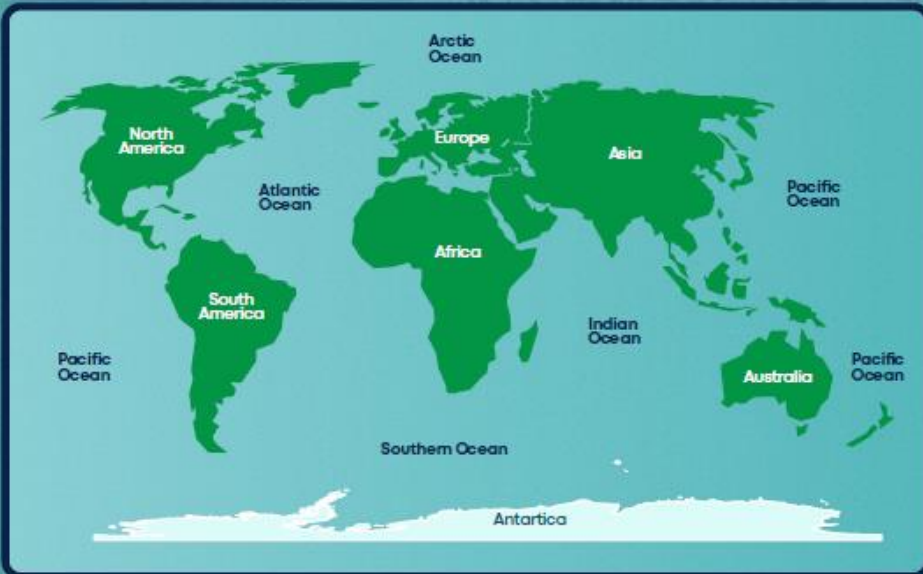 Arctic
Ocean
North
America
Europe
Asia
Atlantic
Ocean
Pacific
Ocean
Africa
South
America
Indian
Ocean
Pacific
Ocean
Australia
Pacific
Ocean
Southern Ocean
Antartica